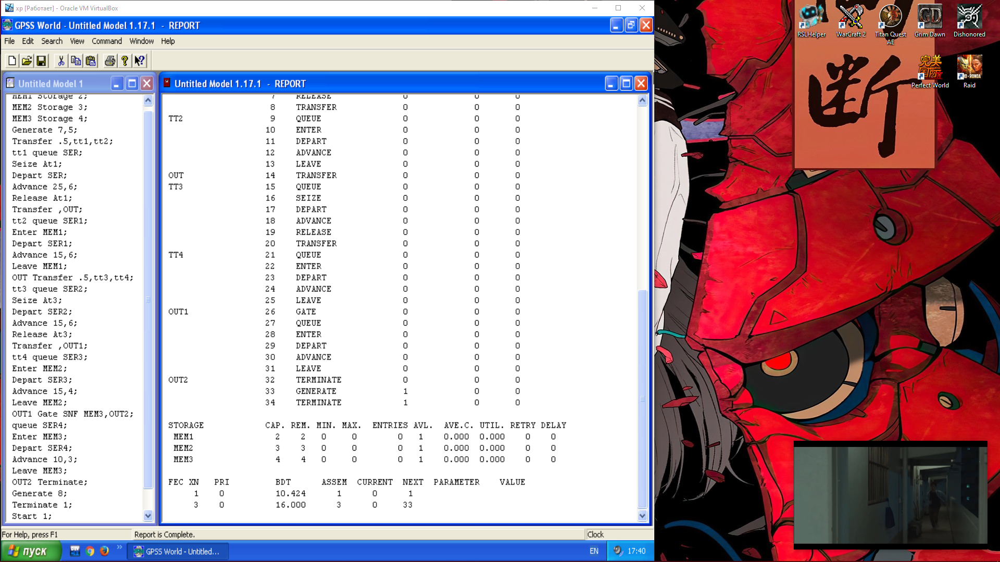 xp [Работает] - Oracle VM VirtualBox
GPSS World - Untitled Model 1.17.1 - REPORT
File Edit Search View Command Window Help
Untitled Model 1
MEM1 Storage 2;
MEM2 Storage 3;
MEM3 Storage 4;
Generate 7,5;
Transfer .5,tt1,tt2;
tt1 queue SER;
Seize At1;
Depart SER;
Advance 25,6;
Release At1;
Transfer ,OUT;
tt2 queue SER1;
Enter MEM1;
Depart SER1;
Advance 15,6;
Leave MEM1;
OUT Transfer .5,tt3,tt4;
tt3 queue SER2;
Seize At3;
Depart SER2;
Advance 15,6;
Release At3;
Transfer ,OUT1;
tt4 queue SER3;
Enter MEM2;
Depart SER3;
Advance 15,4;
Leave MEM2;
OUT1 Gate SNF MEM3,OUT2;
queue SER4;
Enter MEM3;
Depart SER4;
Advance 10,3;
Leave MEM3;
OUT2 Terminate;
Generate 8;
Terminate 1;
Start 1;
Untitled Model 1.17.1 - REPORT
7 RELEASE 0 0 0
8 TRANSFER 0 0 0
TT2 9 QUEUE 0 0 0
10 ENTER 0 0 0
11 DEPART 0 0 0
12 ADVANCE 0 0 0
13 LEAVE 0 0 0
OUT 14 TRANSFER 0 0 0
TT3 15 QUEUE 0 0 0
16 SEIZE 0 0 0
17 DEPART 0 0 0
18 ADVANCE 0 0 0
19 RELEASE 0 0 0
20 TRANSFER 0 0 0
TT4 21 QUEUE 0 0 0
22 ENTER 0 0 0
23 DEPART 0 0 0
24 ADVANCE 0 0 0
25 LEAVE 0 0 0
OUT1 26 GATE 0 0 0
27 QUEUE 0 0 0
28 ENTER 0 0 0
29 DEPART 0 0 0
30 ADVANCE 0 0 0
31 LEAVE 0 0 0
OUT2 32 TERMINATE 0 0 0
33 GENERATE 1 0 0
34 TERMINATE 1 0 0
STORAGE CAP. REM. MIN. MAX. ENTRIES AVL. AVE.C. UTIL. RETRY DELAY
MEM1 2 2 0 0 0 1 0.000 0.000 0 0
MEM2 3 3 0 0 0 1 0.000 0.000 0 0
MEM3 4 4 0 0 0 1 0.000 0.000 0 0
FEC XN PRI BDT ASSEM CURRENT NEXT PARAMETER VALUE
1 0 10.424 1 0 1
3 0 16.000 3 0 33
For Help, press F1
Report is Complete.
Clock
пуск
GPSS World - Untitled...
EN
17:40
RSLHelper
WarCraft 2
Titan Quest AE
GD
Grim Dawn
Dishonored
完美国际
Perfect World
Raid
断